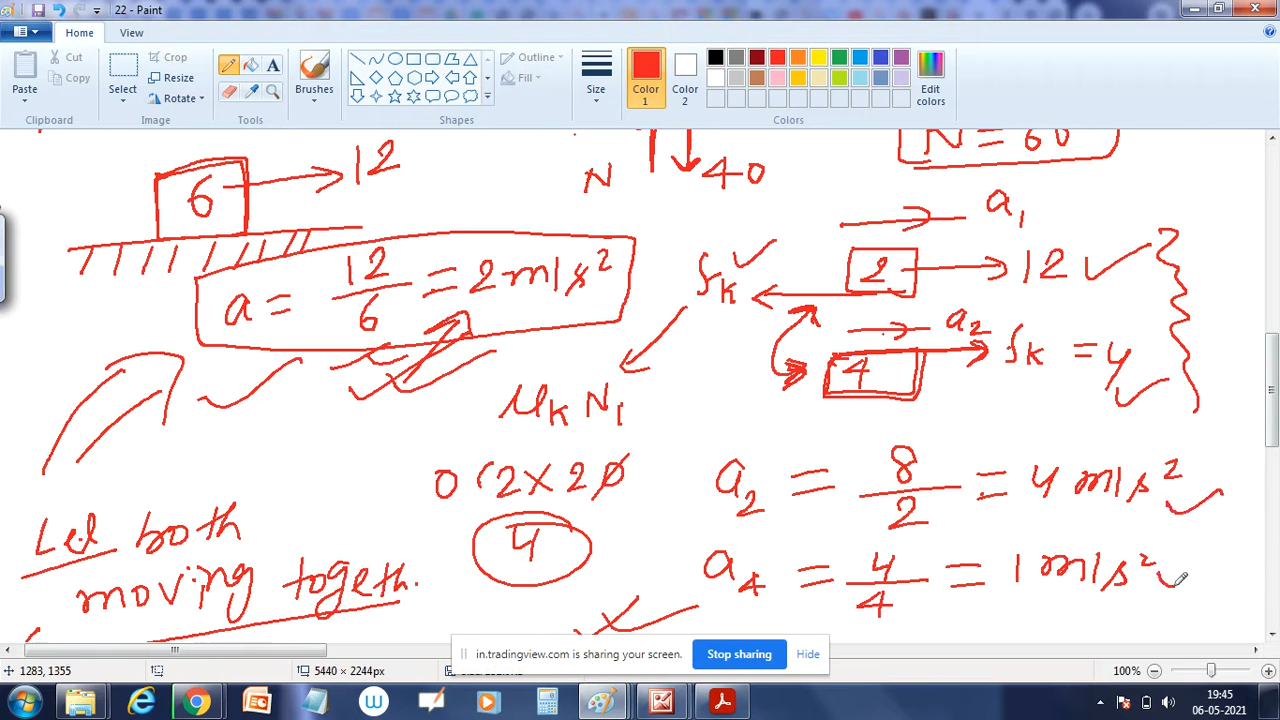 22 - Paint
Home
View
Paste
Cut
Copy
Clipboard
Select
Crop
Resize
Rotate
Image
A
Tools
Brushes
Shapes
Outline
Fill
Size
Color 1
Color 2
Edit colors
Colors
6
12
N
40
N = 60
a = 12/6 = 2 m/s²
a₁
fₖ
2
12
a₂
4
fₖ = 4
μₖ N₁
0.2×20
4
a₂ = 8/2 = 4 m/s²
a₄ = 4/4 = 1 m/s²
Let both
moving togeth.
in.tradingview.com is sharing your screen.
Stop sharing
Hide
1283, 1355
5440 × 2244px
100%
19:45
06-05-2021